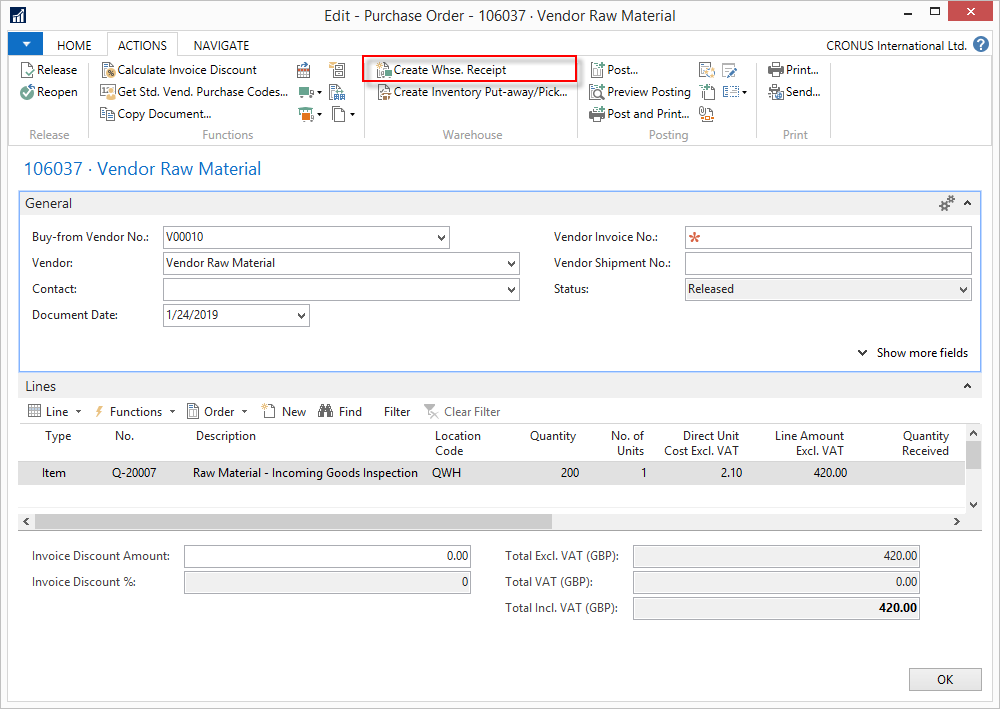 Edit - Purchase Order - 106037 · Vendor Raw Material
HOME ACTIONS NAVIGATE CRONUS International Ltd. ?
Release Calculate Invoice Discount Create Whse. Receipt Post... Print...
Reopen Get Std. Vend. Purchase Codes... Create Inventory Put-away/Pick... Preview Posting Send...
Copy Document... Post and Print...
Release Functions Warehouse Posting Print
106037 · Vendor Raw Material
General
Buy-from Vendor No.: V00010 Vendor Invoice No.: *
Vendor: Vendor Raw Material Vendor Shipment No.:
Contact: Status: Released
Document Date: 1/24/2019
Show more fields
Lines
Line Functions Order New Find Filter Clear Filter
Type No. Description Location Quantity No. of Direct Unit Line Amount Quantity
Code Units Cost Excl. VAT Excl. VAT Received
Item Q-20007 Raw Material - Incoming Goods Inspection QWH 200 1 2.10 420.00
Invoice Discount Amount: 0.00 Total Excl. VAT (GBP): 420.00
Invoice Discount %: 0 Total VAT (GBP): 0.00
Total Incl. VAT (GBP): 420.00
OK